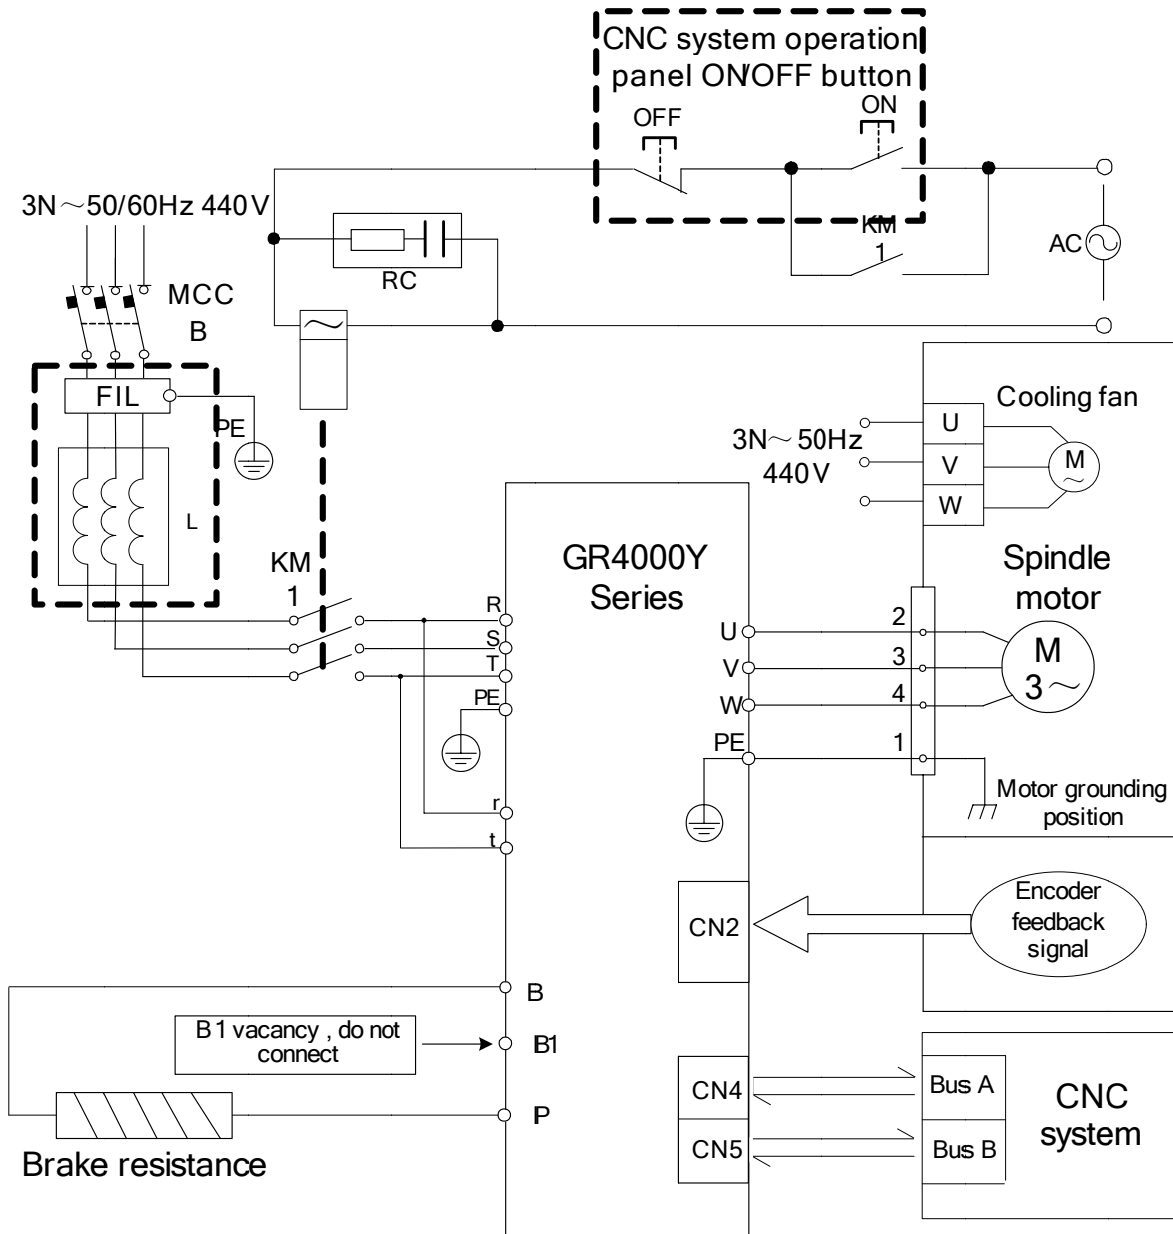 CNC system operation
panel ON/OFF button
OFF
ON
3N～50/60Hz 440V
KM
1
AC
RC
MCC
B
FIL
PE
L
Cooling fan
3N～ 50Hz
440V
U
V
W
M
～
KM
1
GR4000Y
Series
Spindle
motor
R
S
T
PE
U
V
W
PE
2
3
4
1
M
3～
Motor grounding
position
r
t
CN2
Encoder
feedback
signal
B
B1 vacancy , do not
connect
B1
P
Brake resistance
CN4
CN5
Bus A
Bus B
CNC
system